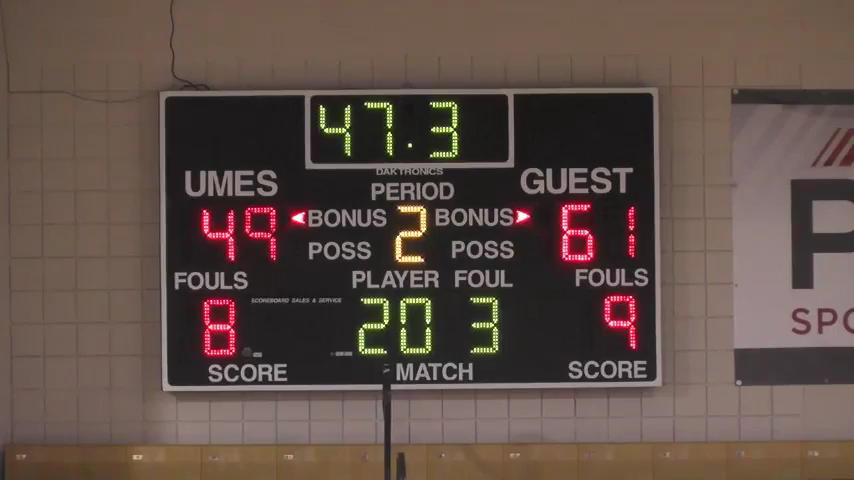 47.3
DAKTRONICS
UMES PERIOD GUEST
49 BONUS 2 BONUS 61
POSS POSS
FOULS PLAYER FOUL FOULS
SCOREBOARD SALES & SERVICE
8 20 3 9
SCORE MATCH SCORE
P
SPO